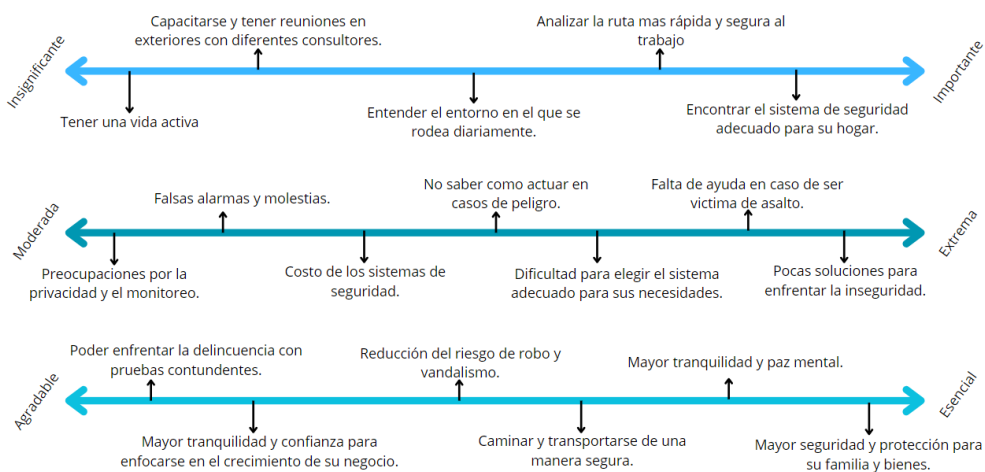 Capacitarse y tener reuniones en
exteriores con diferentes consultores.
Analizar la ruta mas rápida y segura al
trabajo
Insignificante
Importante
Tener una vida activa
Entender el entorno en el que se
rodea diariamente.
Encontrar el sistema de seguridad
adecuado para su hogar.
Falsas alarmas y molestias.
No saber como actuar en
casos de peligro.
Falta de ayuda en caso de ser
victima de asalto.
Moderada
Extrema
Preocupaciones por la
privacidad y el monitoreo.
Costo de los sistemas de
seguridad.
Dificultad para elegir el sistema
adecuado para sus necesidades.
Pocas soluciones para
enfrentar la inseguridad.
Poder enfrentar la delincuencia con
pruebas contundentes.
Reducción del riesgo de robo y
vandalismo.
Mayor tranquilidad y paz mental.
Agradable
Esencial
Mayor tranquilidad y confianza para
enfocarse en el crecimiento de su negocio.
Caminar y transportarse de una
manera segura.
Mayor seguridad y protección para
su familia y bienes.